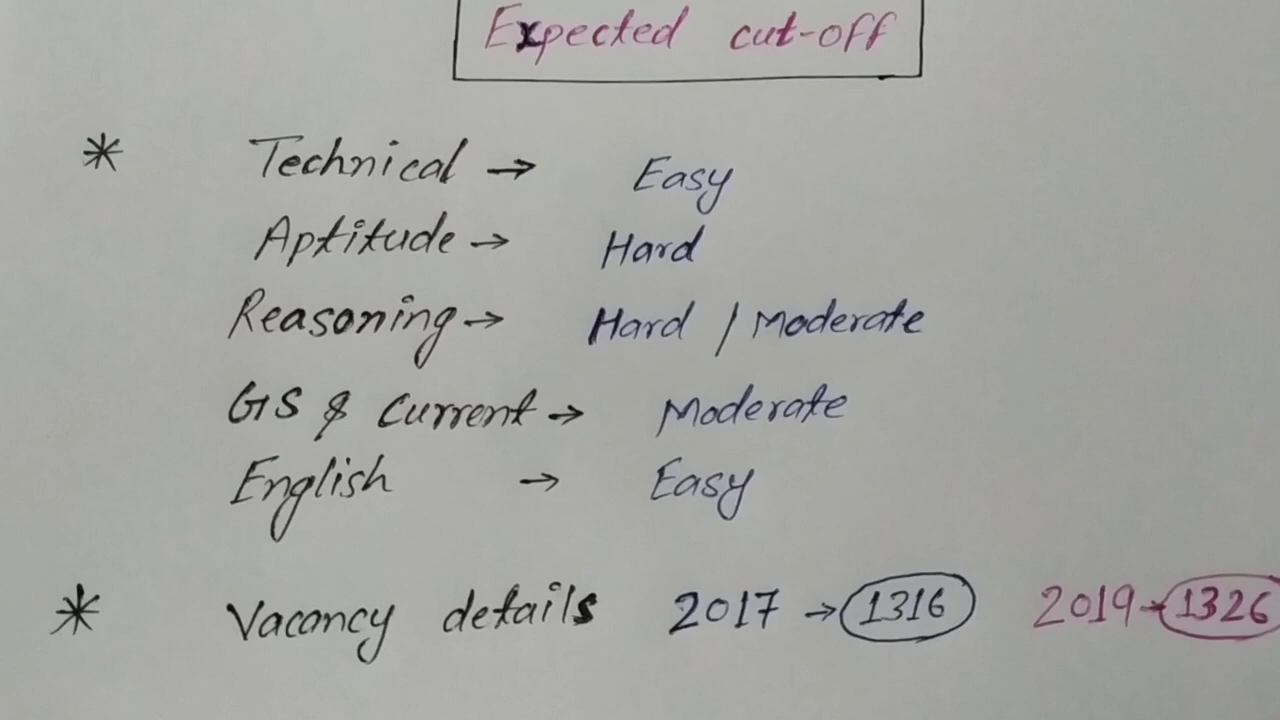 Expected cut-off
* Technical → Easy
Aptitude → Hard
Reasoning → Hard / Moderate
GS & Current → Moderate
English → Easy
* Vacancy details 2017 → 1316 2019 → 1326